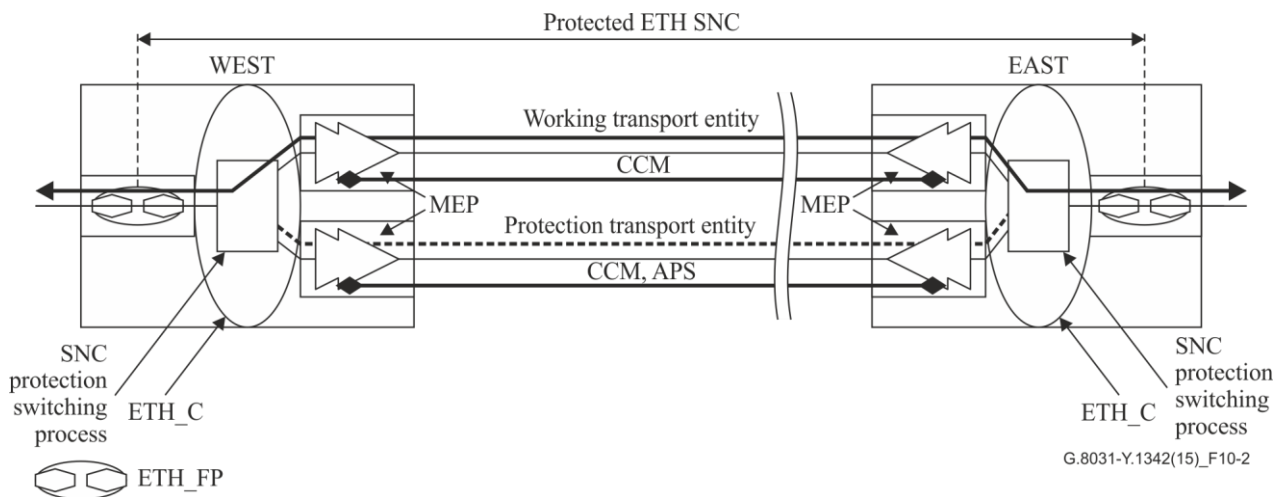 Protected ETH SNC
WEST
EAST
Working transport entity
CCM
MEP
MEP
Protection transport entity
CCM, APS
SNC
protection
switching
process
ETH_C
ETH_C
SNC
protection
switching
process
G.8031-Y.1342(15)_F10-2
ETH_FP